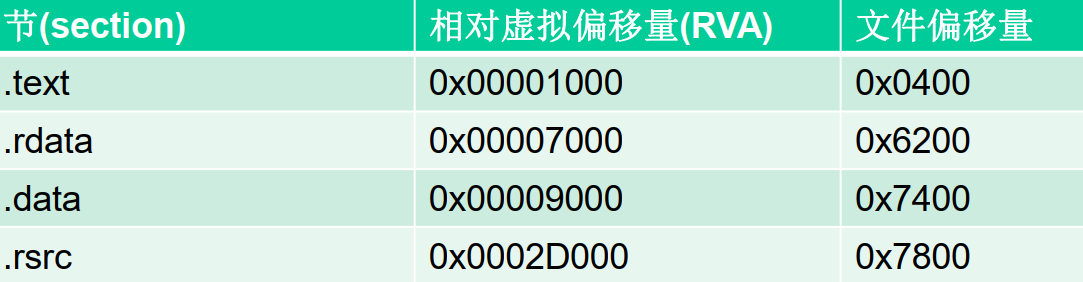 节(section) 相对虚拟偏移量(RVA) 文件偏移量
.text 0x00001000 0x0400
.rdata 0x00007000 0x6200
.data 0x00009000 0x7400
.rsrc 0x0002D000 0x7800